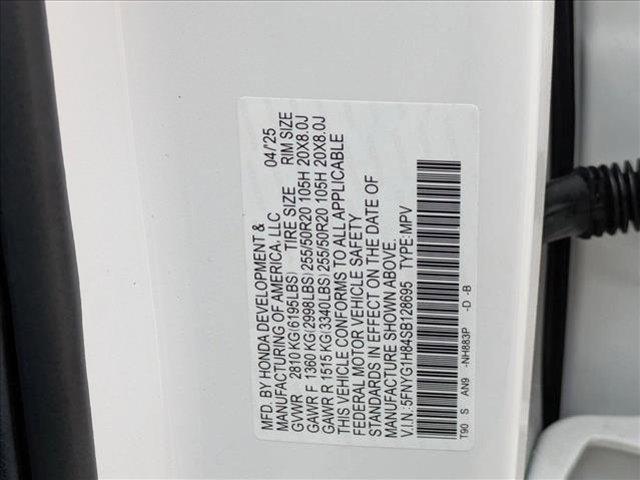 MFD. BY HONDA DEVELOPMENT &
MANUFACTURING OF AMERICA, LLC 04/25
GVWR 2810 KG (6195LBS) TIRE SIZE RIM SIZE
GAWR F 1360 KG (2998LBS) 255/50R20 105H 20X8.0J
GAWR R 1515 KG (3340LBS) 255/50R20 105H 20X8.0J
THIS VEHICLE CONFORMS TO ALL APPLICABLE
FEDERAL MOTOR VEHICLE SAFETY
STANDARDS IN EFFECT ON THE DATE OF
MANUFACTURE SHOWN ABOVE.
V.I.N.: 5FNYG1H84SB128695 TYPE: MPV
T90 S AN9 -NH883P -D -B